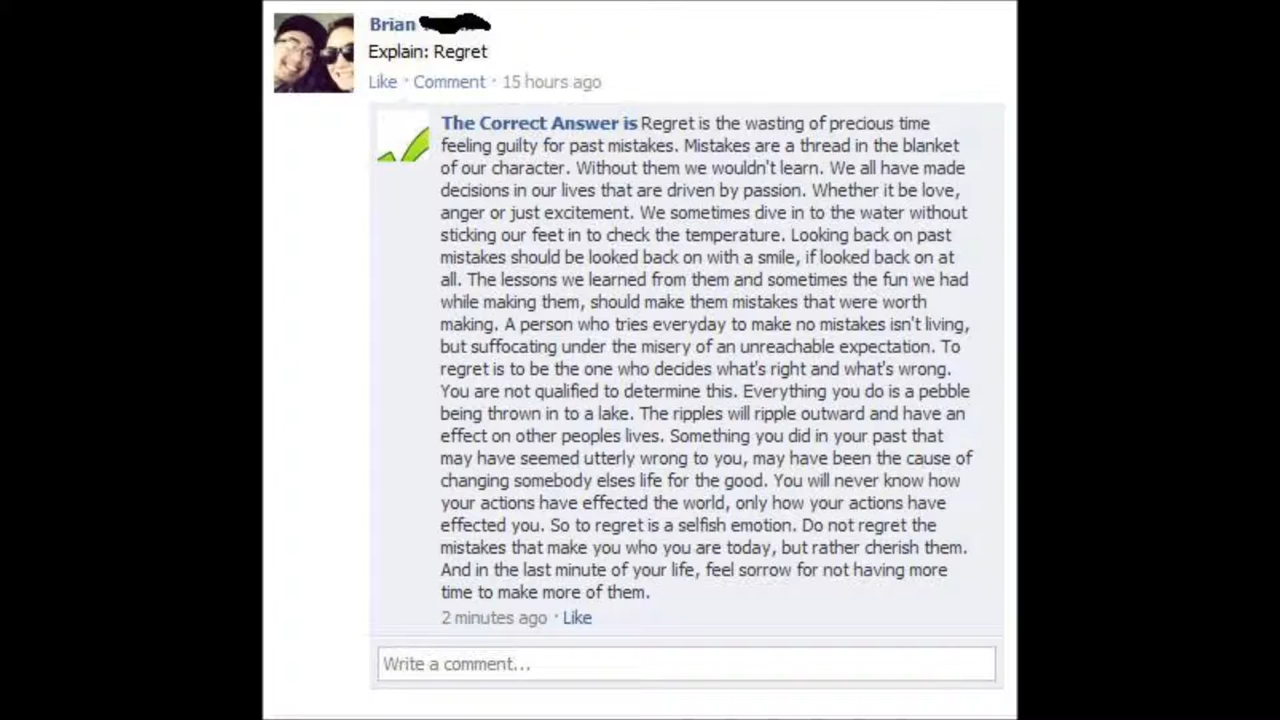 Brian
Explain: Regret
Like · Comment · 15 hours ago
The Correct Answer is Regret is the wasting of precious time
feeling guilty for past mistakes. Mistakes are a thread in the blanket
of our character. Without them we wouldn't learn. We all have made
decisions in our lives that are driven by passion. Whether it be love,
anger or just excitement. We sometimes dive in to the water without
sticking our feet in to check the temperature. Looking back on past
mistakes should be looked back on with a smile, if looked back on at
all. The lessons we learned from them and sometimes the fun we had
while making them, should make them mistakes that were worth
making. A person who tries everyday to make no mistakes isn't living,
but suffocating under the misery of an unreachable expectation. To
regret is to be the one who decides what's right and what's wrong.
You are not qualified to determine this. Everything you do is a pebble
being thrown in to a lake. The ripples will ripple outward and have an
effect on other peoples lives. Something you did in your past that
may have seemed utterly wrong to you, may have been the cause of
changing somebody elses life for the good. You will never know how
your actions have effected the world, only how your actions have
effected you. So to regret is a selfish emotion. Do not regret the
mistakes that make you who you are today, but rather cherish them.
And in the last minute of your life, feel sorrow for not having more
time to make more of them.
2 minutes ago · Like
Write a comment...